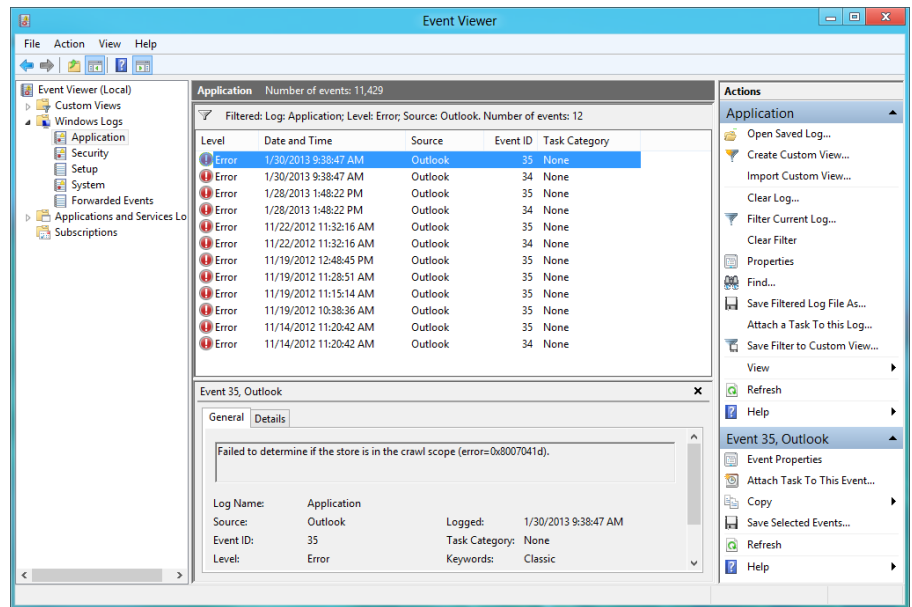 Event Viewer
File Action View Help
Event Viewer (Local)
Custom Views
Windows Logs
Application
Security
Setup
System
Forwarded Events
Applications and Services Lo
Subscriptions
Application Number of events: 11,429
Filtered: Log: Application; Level: Error; Source: Outlook. Number of events: 12
Level Date and Time Source Event ID Task Category
Error 1/30/2013 9:38:47 AM Outlook 35 None
Error 1/30/2013 9:38:47 AM Outlook 34 None
Error 1/28/2013 1:48:22 PM Outlook 35 None
Error 1/28/2013 1:48:22 PM Outlook 34 None
Error 11/22/2012 11:32:16 AM Outlook 35 None
Error 11/22/2012 11:32:16 AM Outlook 34 None
Error 11/19/2012 12:48:45 PM Outlook 35 None
Error 11/19/2012 11:28:51 AM Outlook 35 None
Error 11/19/2012 11:15:14 AM Outlook 35 None
Error 11/19/2012 10:38:36 AM Outlook 35 None
Error 11/14/2012 11:20:42 AM Outlook 35 None
Error 11/14/2012 11:20:42 AM Outlook 34 None
Event 35, Outlook
General Details
Failed to determine if the store is in the crawl scope (error=0x8007041d).
Log Name: Application
Source: Outlook Logged: 1/30/2013 9:38:47 AM
Event ID: 35 Task Category: None
Level: Error Keywords: Classic
Actions
Application
Open Saved Log...
Create Custom View...
Import Custom View...
Clear Log...
Filter Current Log...
Clear Filter
Properties
Find...
Save Filtered Log File As...
Attach a Task To this Log...
Save Filter to Custom View...
View
Refresh
Help
Event 35, Outlook
Event Properties
Attach Task To This Event...
Copy
Save Selected Events...
Refresh
Help